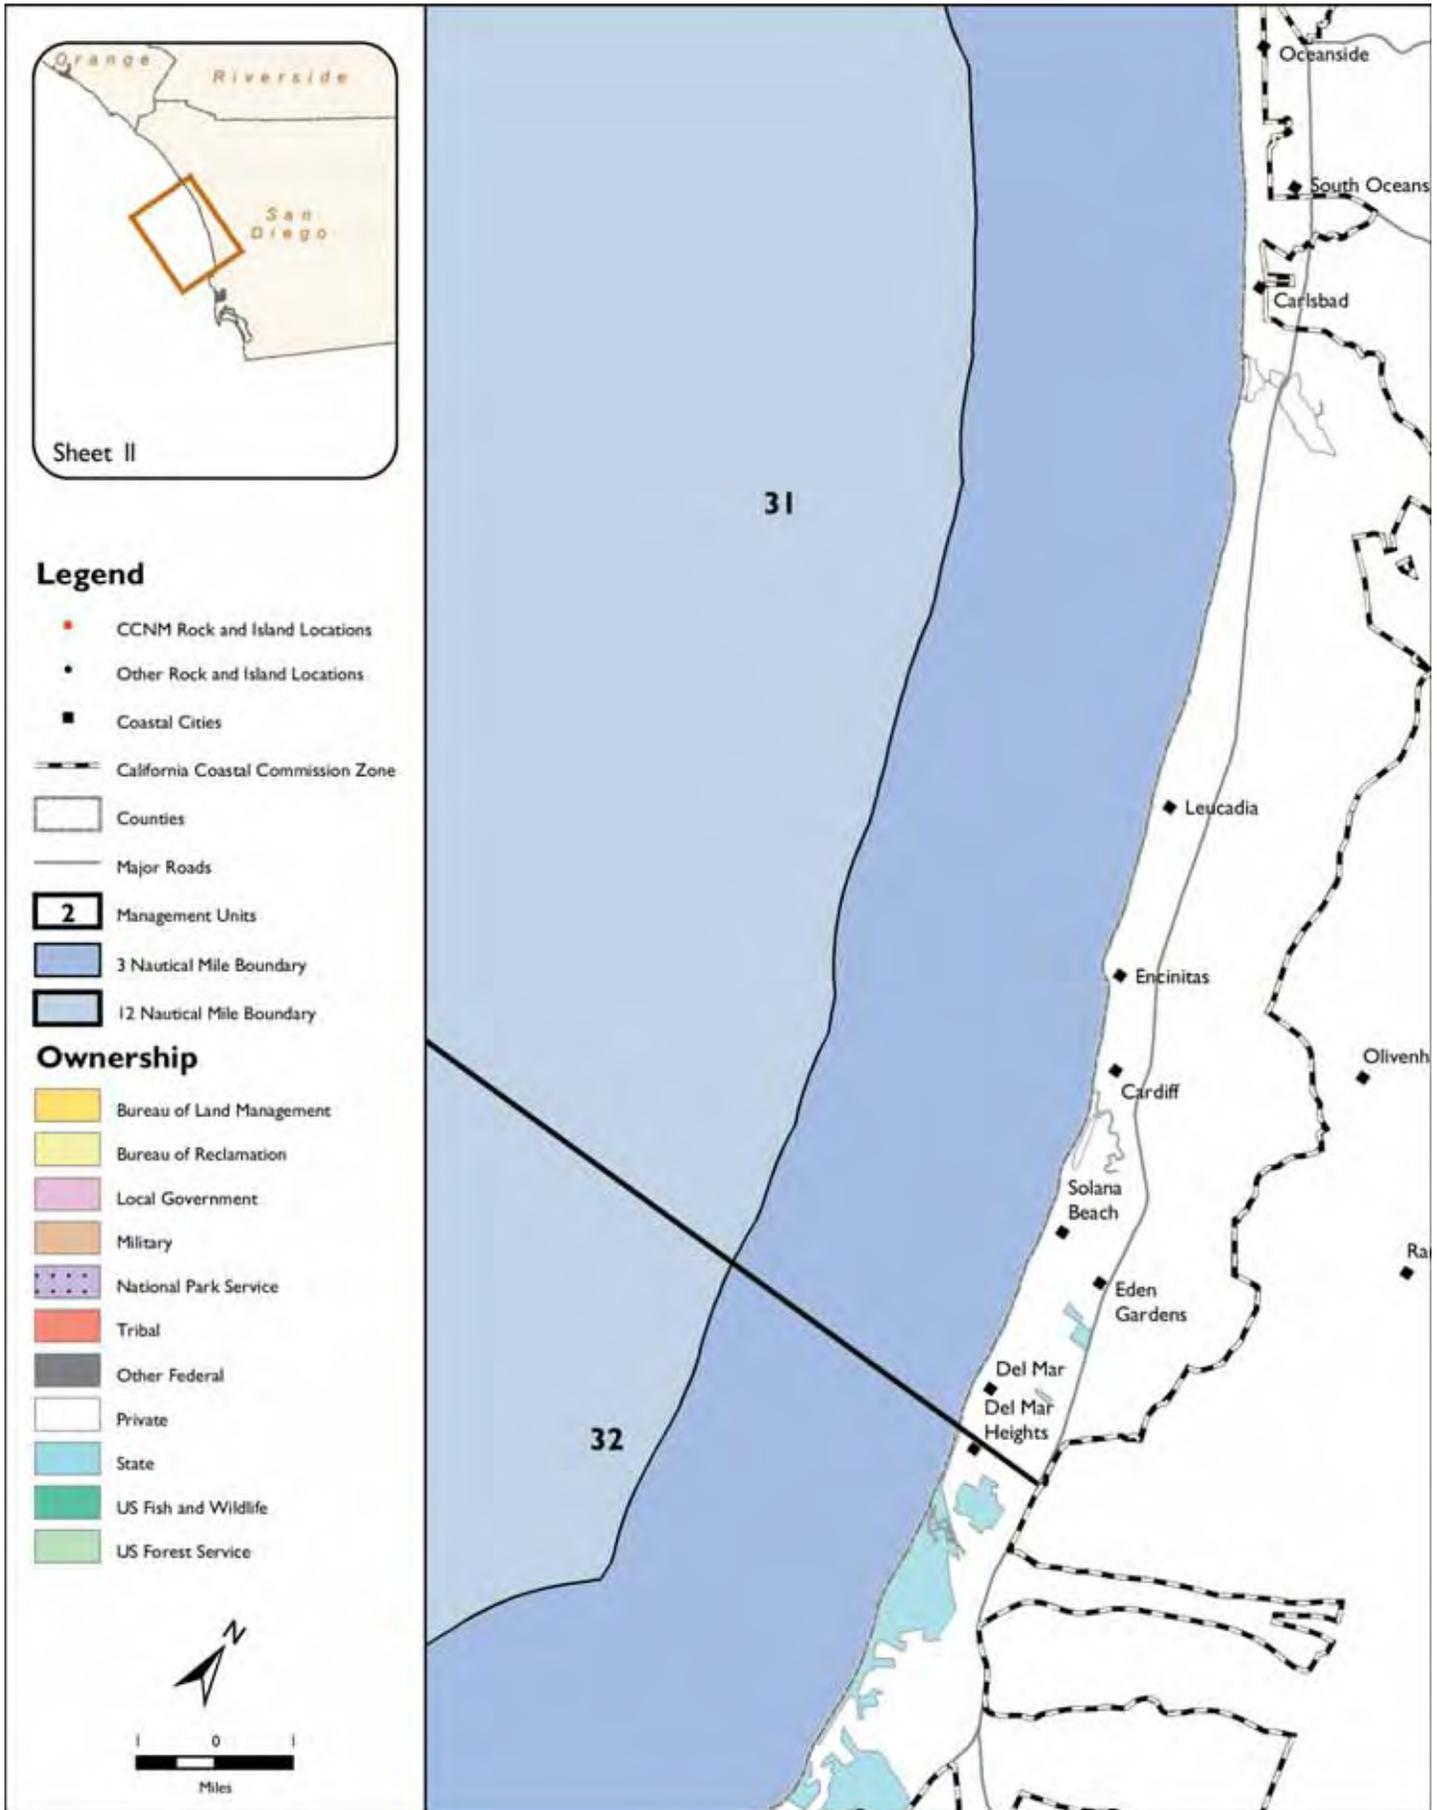 Orange
Riverside
San
Diego
Sheet 11
Legend
CCNM Rock and Island Locations
Other Rock and Island Locations
Coastal Cities
California Coastal Commission Zone
Counties
Major Roads
2
Management Units
3 Nautical Mile Boundary
12 Nautical Mile Boundary
Ownership
Bureau of Land Management
Bureau of Reclamation
Local Government
Military
National Park Service
Tribal
Other Federal
Private
State
US Fish and Wildlife
US Forest Service
N
1 0 1
Miles
Oceanside
South Oceans
Carlsbad
31
Leucadia
Encinitas
Olivenh
Cardiff
Solana
Beach
Ra
Eden
Gardens
Del Mar
Del Mar
Heights
32